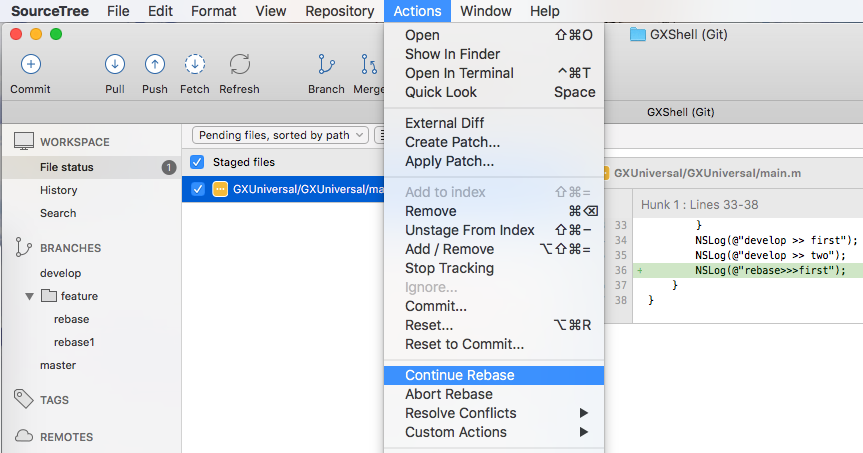 SourceTree File Edit Format View Repository Actions Window Help
GXShell (Git)
Commit Pull Push Fetch Refresh Branch Merge
GXShell (Git)
WORKSPACE
File status 1
History
Search
BRANCHES
develop
feature
rebase
rebase1
master
TAGS
REMOTES
Pending files, sorted by path
Staged files
GXUniversal/GXUniversal/ma
Open ⇧⌘O
Show In Finder
Open In Terminal ^⌘T
Quick Look Space
External Diff
Create Patch...
Apply Patch...
Add to index ⇧⌘=
Remove ⌘⌫
Unstage From Index ⇧⌘−
Add / Remove ⌥⇧⌘=
Stop Tracking
Ignore...
Commit...
Reset... ⌥⌘R
Reset to Commit...
Continue Rebase
Abort Rebase
Resolve Conflicts ▶
Custom Actions ▶
GXUniversal/GXUniversal/main.m
Hunk 1 : Lines 33-38
33 }
34 NSLog(@"develop >> first");
35 NSLog(@"develop >> two");
36 + NSLog(@"rebase>>>first");
37 }
38 }